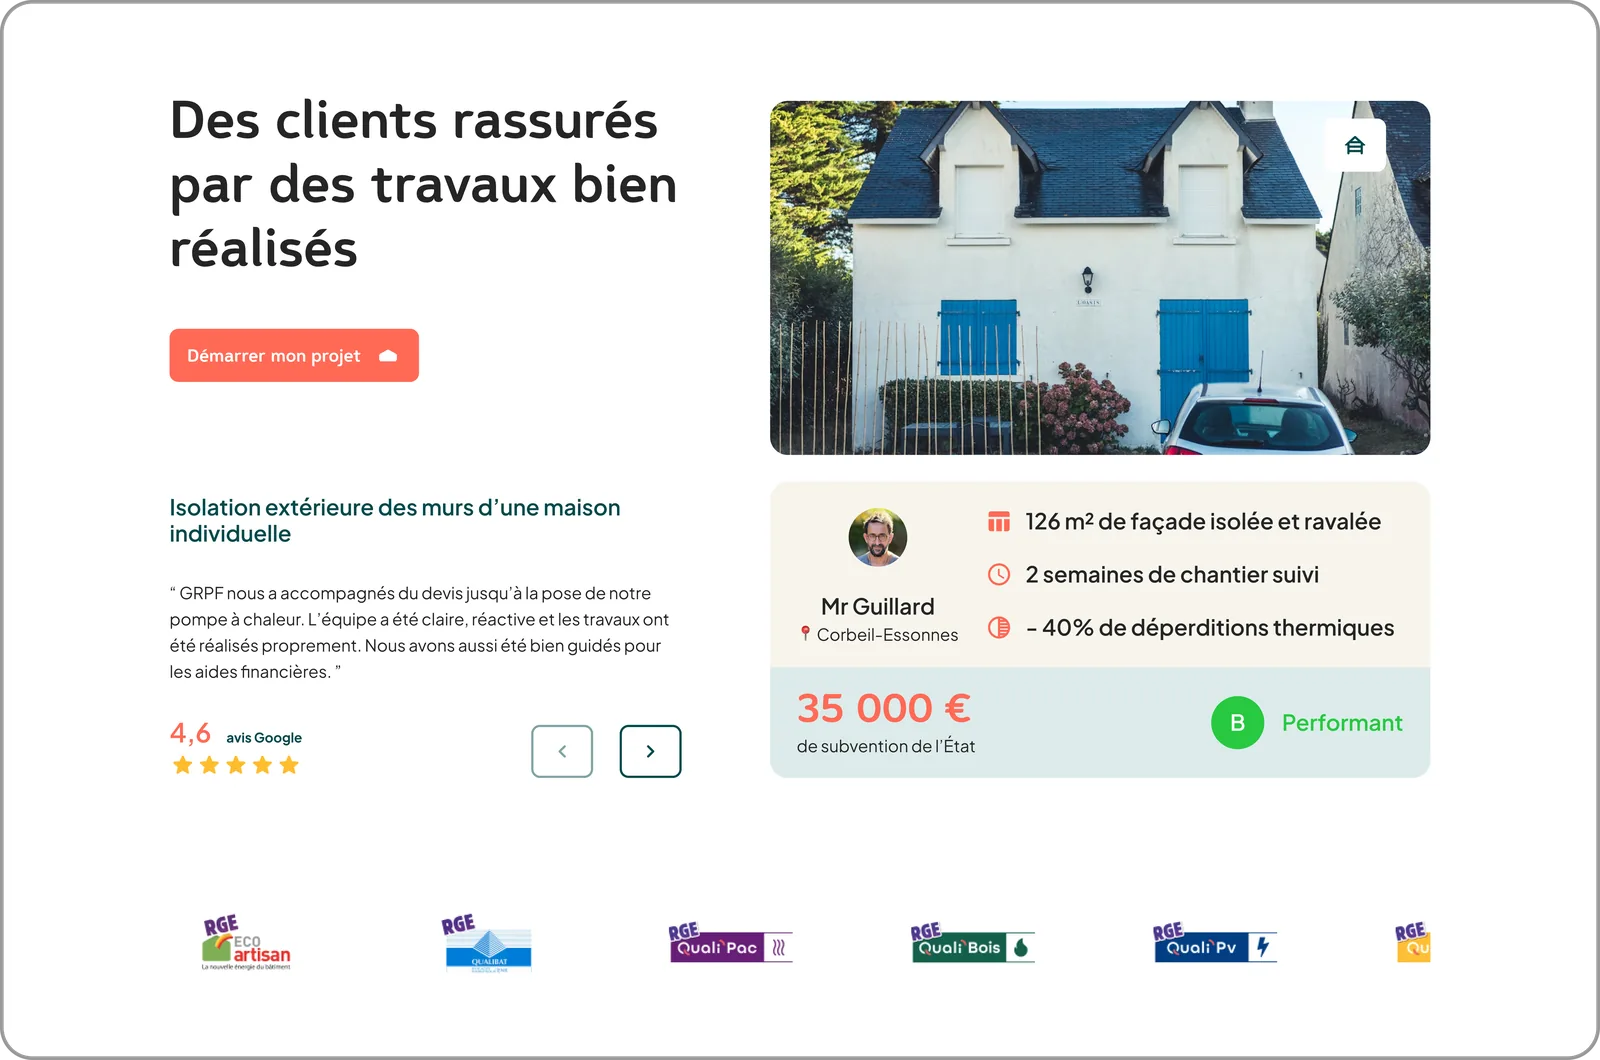 Des clients rassurés
par des travaux bien
réalisés
Démarrer mon projet
Isolation extérieure des murs d’une maison
individuelle
“ GRPF nous a accompagnés du devis jusqu’à la pose de notre
pompe à chaleur. L’équipe a été claire, réactive et les travaux ont
été réalisés proprement. Nous avons aussi été bien guidés pour
les aides financières. ”
4,6 avis Google
Mr Guillard
Corbeil-Essonnes
126 m² de façade isolée et ravalée
2 semaines de chantier suivi
- 40% de déperditions thermiques
35 000 €
de subvention de l’État
B Performant
RGE
ECO
artisan
La nouvelle énergie du bâtiment
RGE
QUALIBAT
RGE
Quali'Pac
RGE
Quali'Bois
RGE
Quali'Pv
RGE
Qu